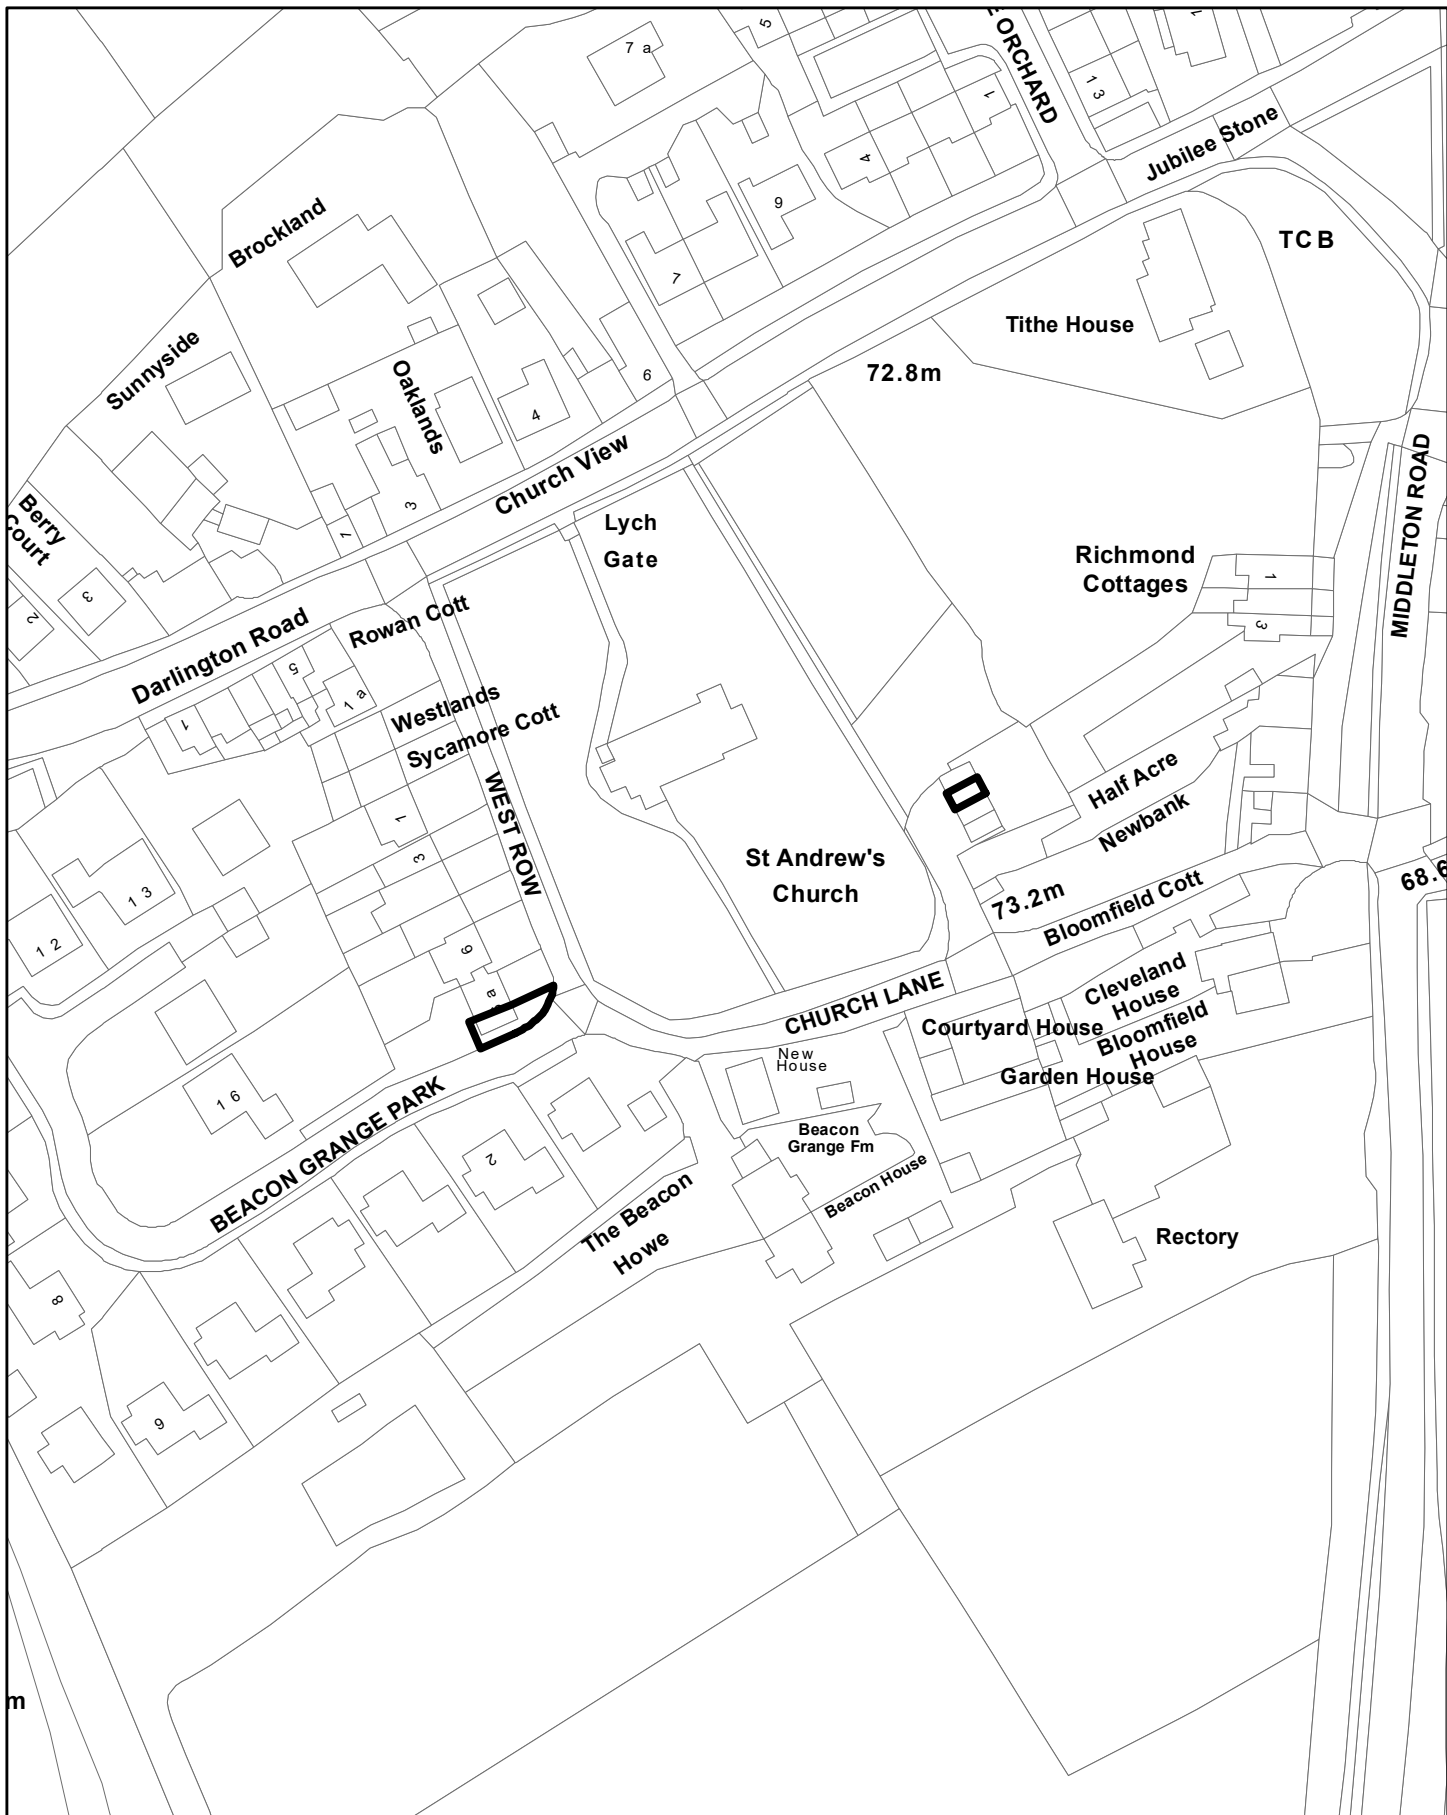 5
7 a
E ORCHARD
1
1 3
1
Jubilee Stone
4
9
Brockland
7
TCB
Tithe House
Sunnyside
Oaklands
6
72.8m
4
Church View
Berry
Court
3
1
Lych
Gate
MIDDLETON ROAD
Richmond
Cottages
1
3
3
2
Rowan Cott
Darlington Road
5
1 a
1
Westlands
Sycamore Cott
WEST ROW
Half Acre
Newbank
1
3
St Andrew's
Church
73.2m
68.6
Bloomfield Cott
1 3
1 2
6
a
Cleveland
House
CHURCH LANE
Courtyard House
Bloomfield
House
New
House
Garden House
1 6
BEACON GRANGE PARK
2
Beacon
Grange Fm
Beacon House
The Beacon
Howe
Rectory
8
9
m